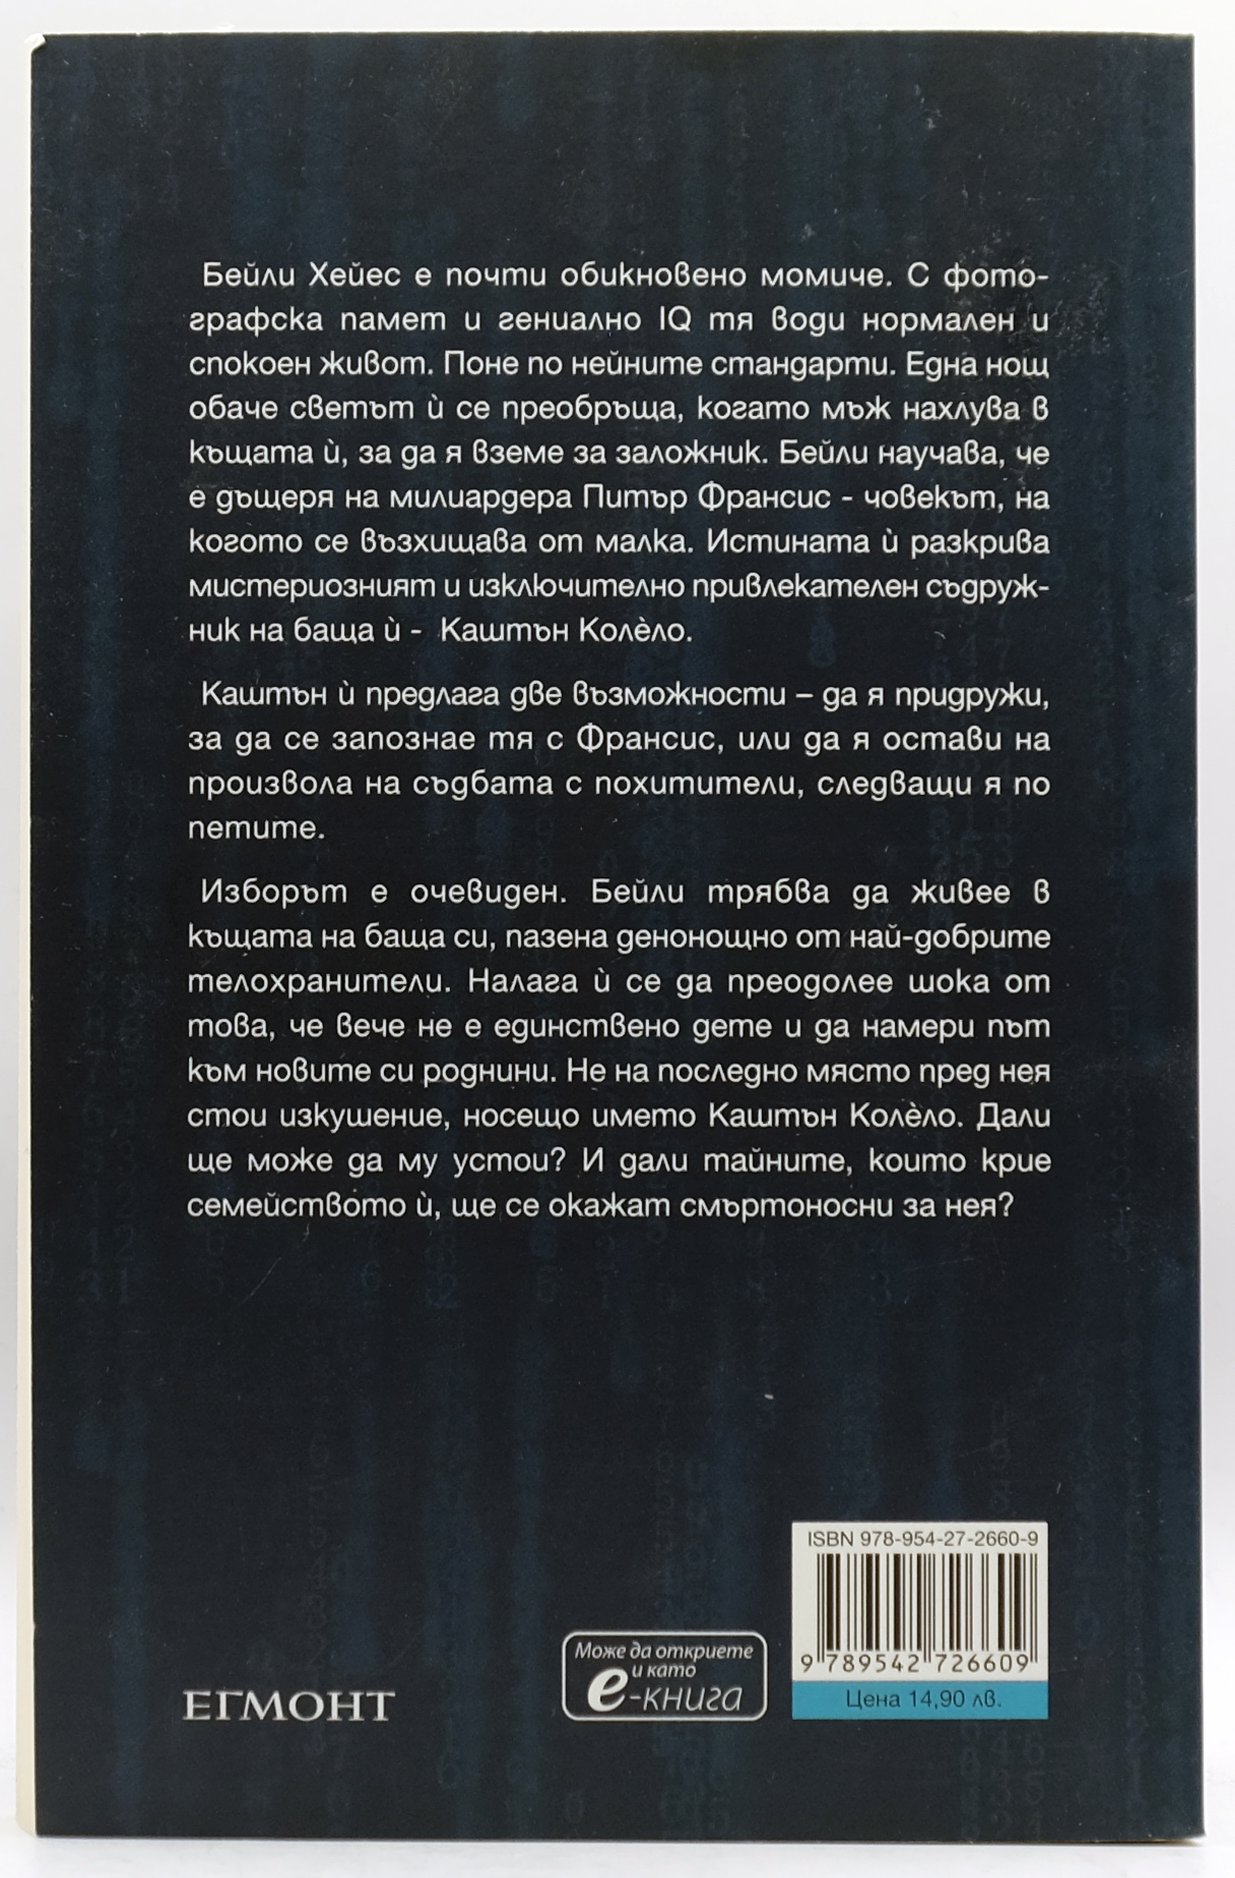 Бейли Хейес е почти обикновено момиче. С фото-
графска памет и гениално IQ тя води нормален и
спокоен живот. Поне по нейните стандарти. Една нощ
обаче светът ѝ се преобръща, когато мъж нахлува в
къщата ѝ, за да я вземе за заложник. Бейли научава, че
е дъщеря на милиардера Питър Франсис - човекът, на
когото се възхищава от малка. Истината ѝ разкрива
мистериозният и изключително привлекателен съдруж-
ник на баща ѝ - Каштън Колѐло.
Каштън ѝ предлага две възможности – да я придружи,
за да се запознае тя с Франсис, или да я остави на
произвола на съдбата с похитители, следващи я по
петите.
Изборът е очевиден. Бейли трябва да живее в
къщата на баща си, пазена денонощно от най-добрите
телохранители. Налага ѝ се да преодолее шока от
това, че вече не е единствено дете и да намери път
към новите си роднини. Не на последно място пред нея
стои изкушение, носещо името Каштън Колѐло. Дали
ще може да му устои? И дали тайните, които крие
семейството ѝ, ще се окажат смъртоносни за нея?
ISBN 978-954-27-2660-9
9 789542 726609
Цена 14,90 лв.
Може да откриете
и като
е-книга
ЕГМОНТ